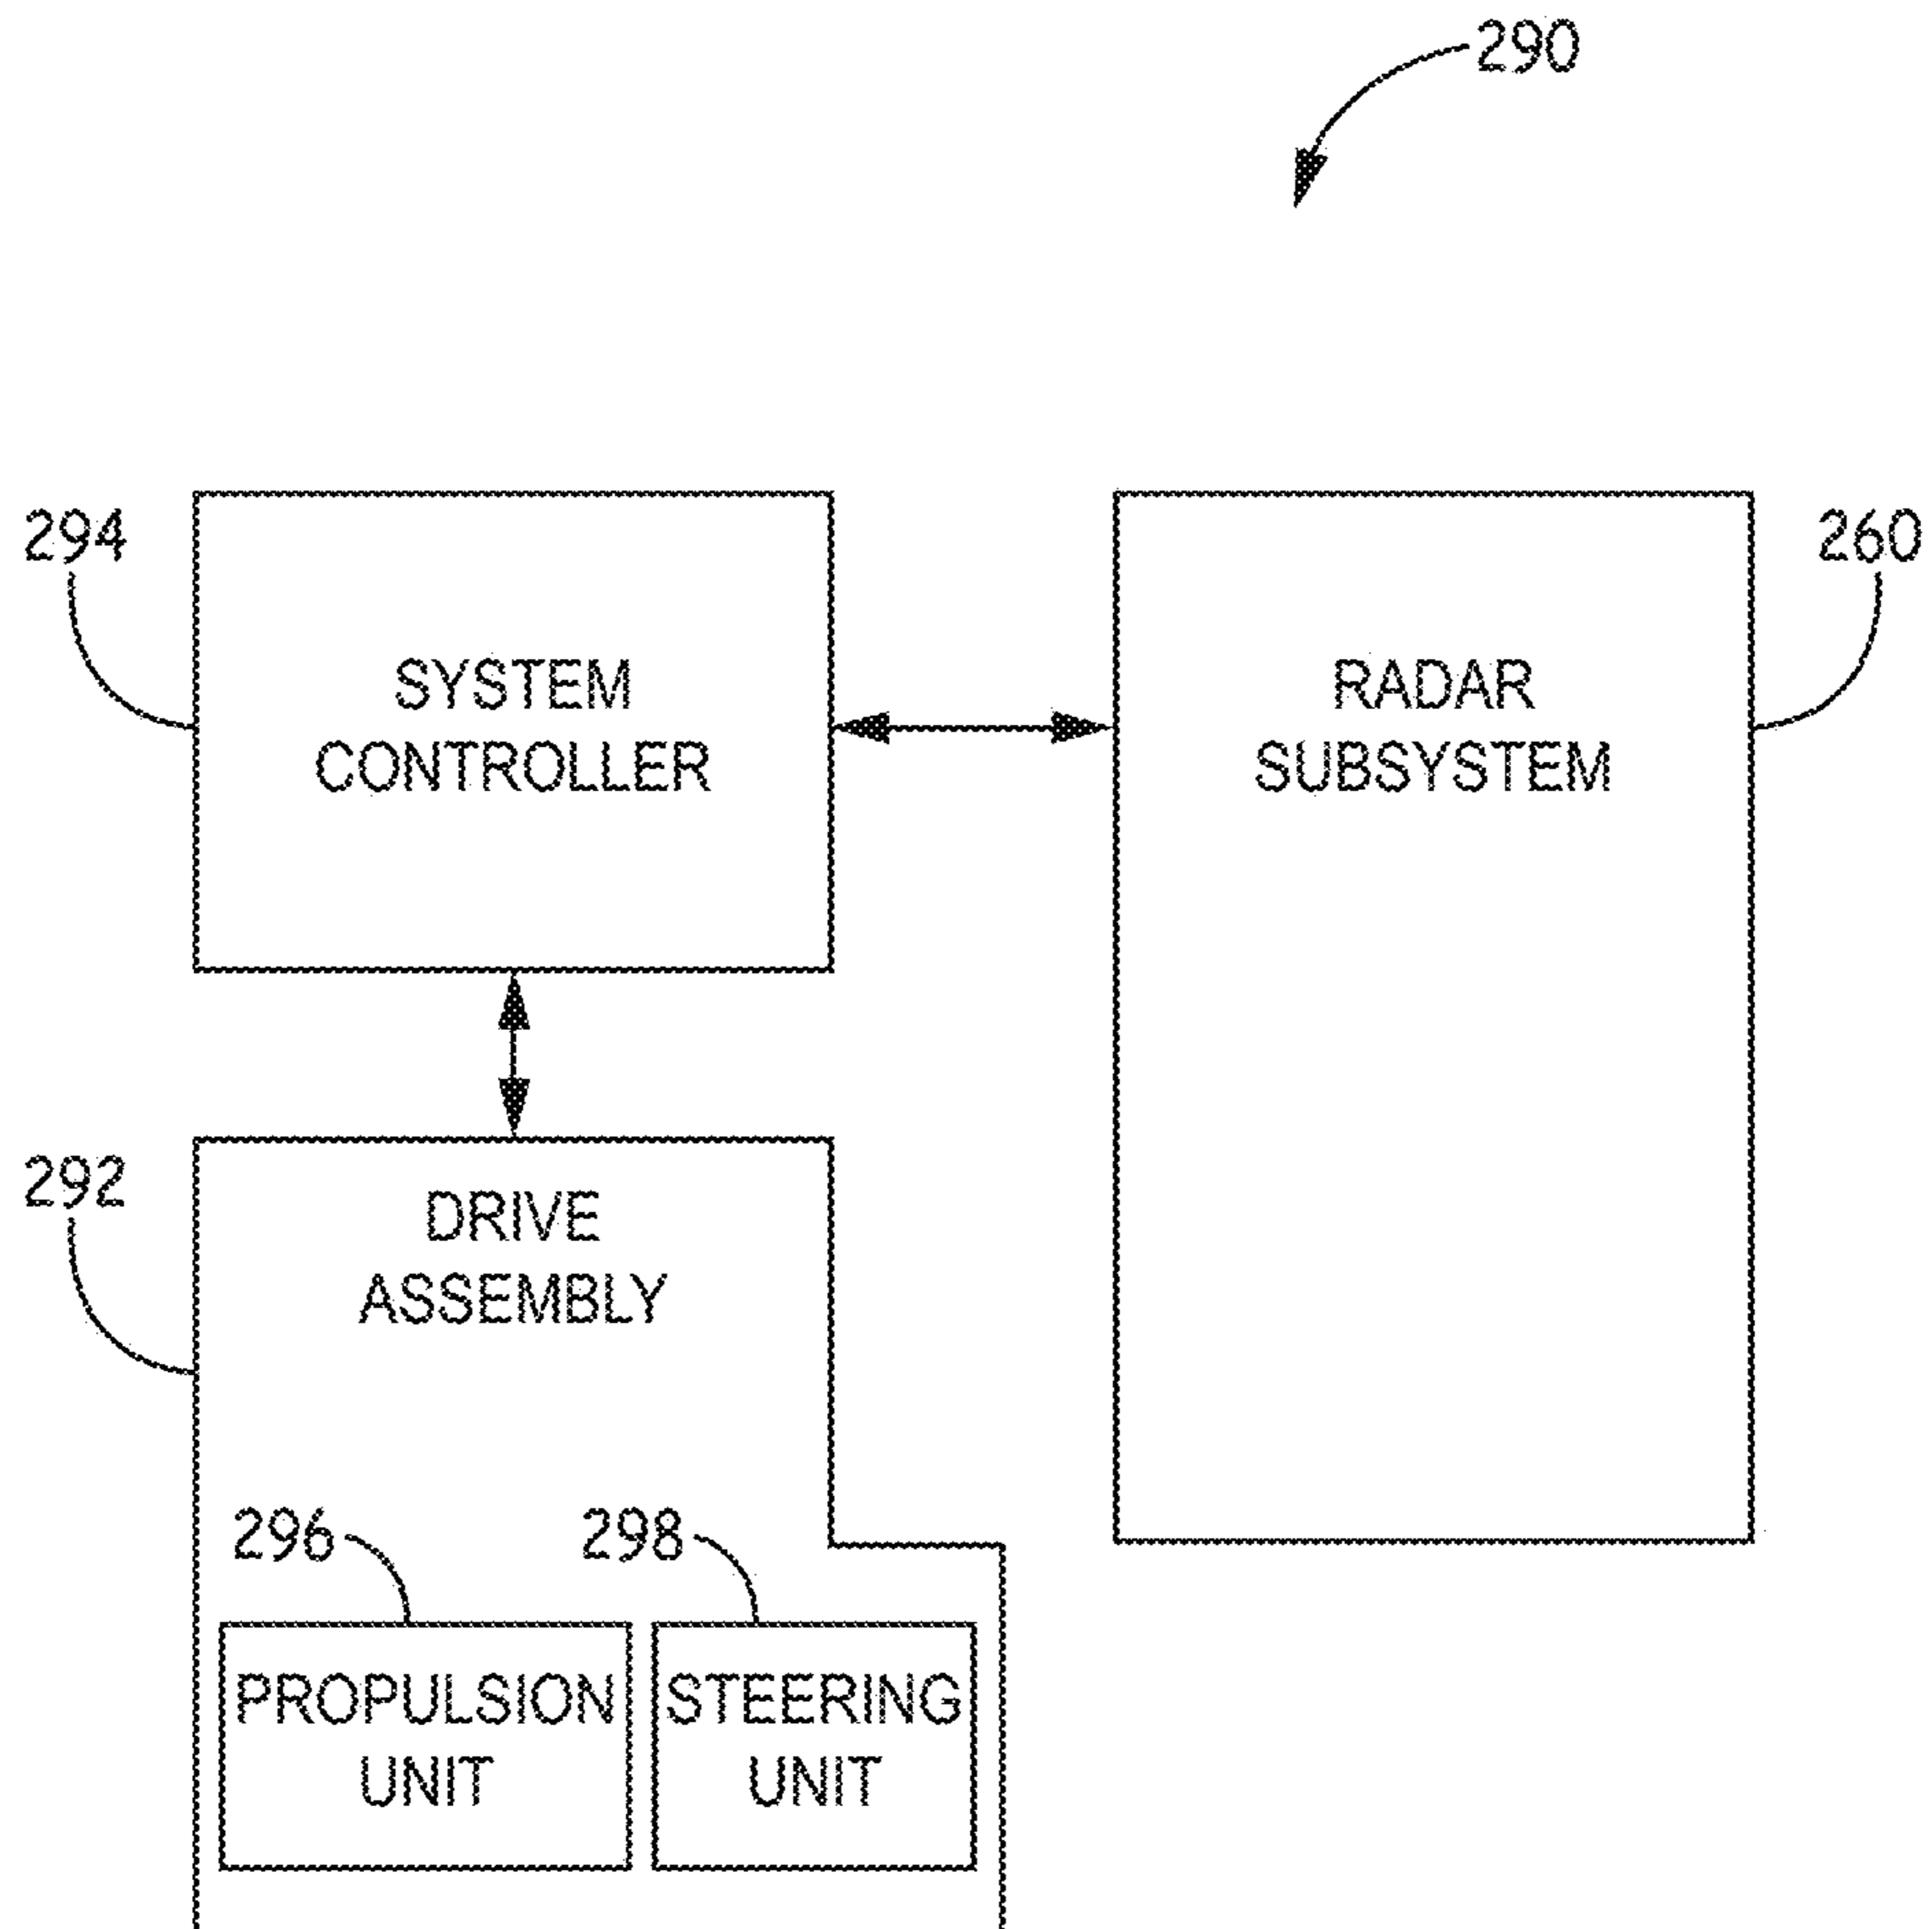 290
294
SYSTEM
CONTROLLER
260
RADAR
SUBSYSTEM
292
DRIVE
ASSEMBLY
296
298
PROPULSION
UNIT
STEERING
UNIT